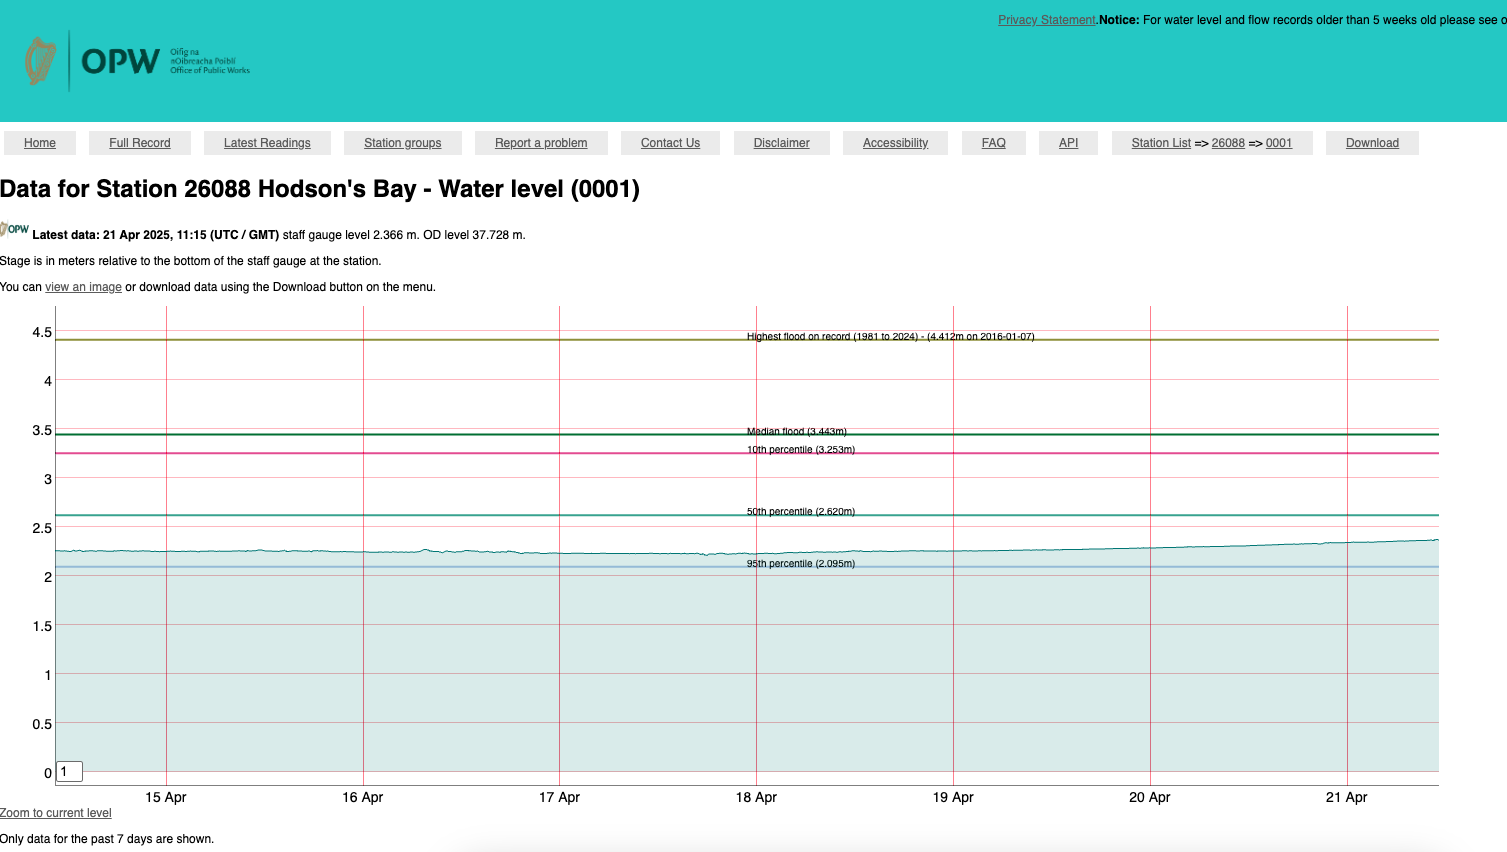 Privacy Statement.Notice: For water level and flow records older than 5 weeks old please see o
OPW
Oifig na
nOibreacha Poiblí
Office of Public Works
Home Full Record Latest Readings Station groups Report a problem Contact Us Disclaimer Accessibility FAQ API Station List => 26088 => 0001 Download
Data for Station 26088 Hodson's Bay - Water level (0001)
OPW Latest data: 21 Apr 2025, 11:15 (UTC / GMT) staff gauge level 2.366 m. OD level 37.728 m.
Stage is in meters relative to the bottom of the staff gauge at the station.
You can view an image or download data using the Download button on the menu.
4.5
Highest flood on record (1981 to 2024) - (4.412m on 2016-01-07)
4
3.5
Median flood (3.443m)
10th percentile (3.253m)
3
50th percentile (2.620m)
2.5
95th percentile (2.095m)
2
1.5
1
0.5
0 1
15 Apr 16 Apr 17 Apr 18 Apr 19 Apr 20 Apr 21 Apr
Zoom to current level
Only data for the past 7 days are shown.